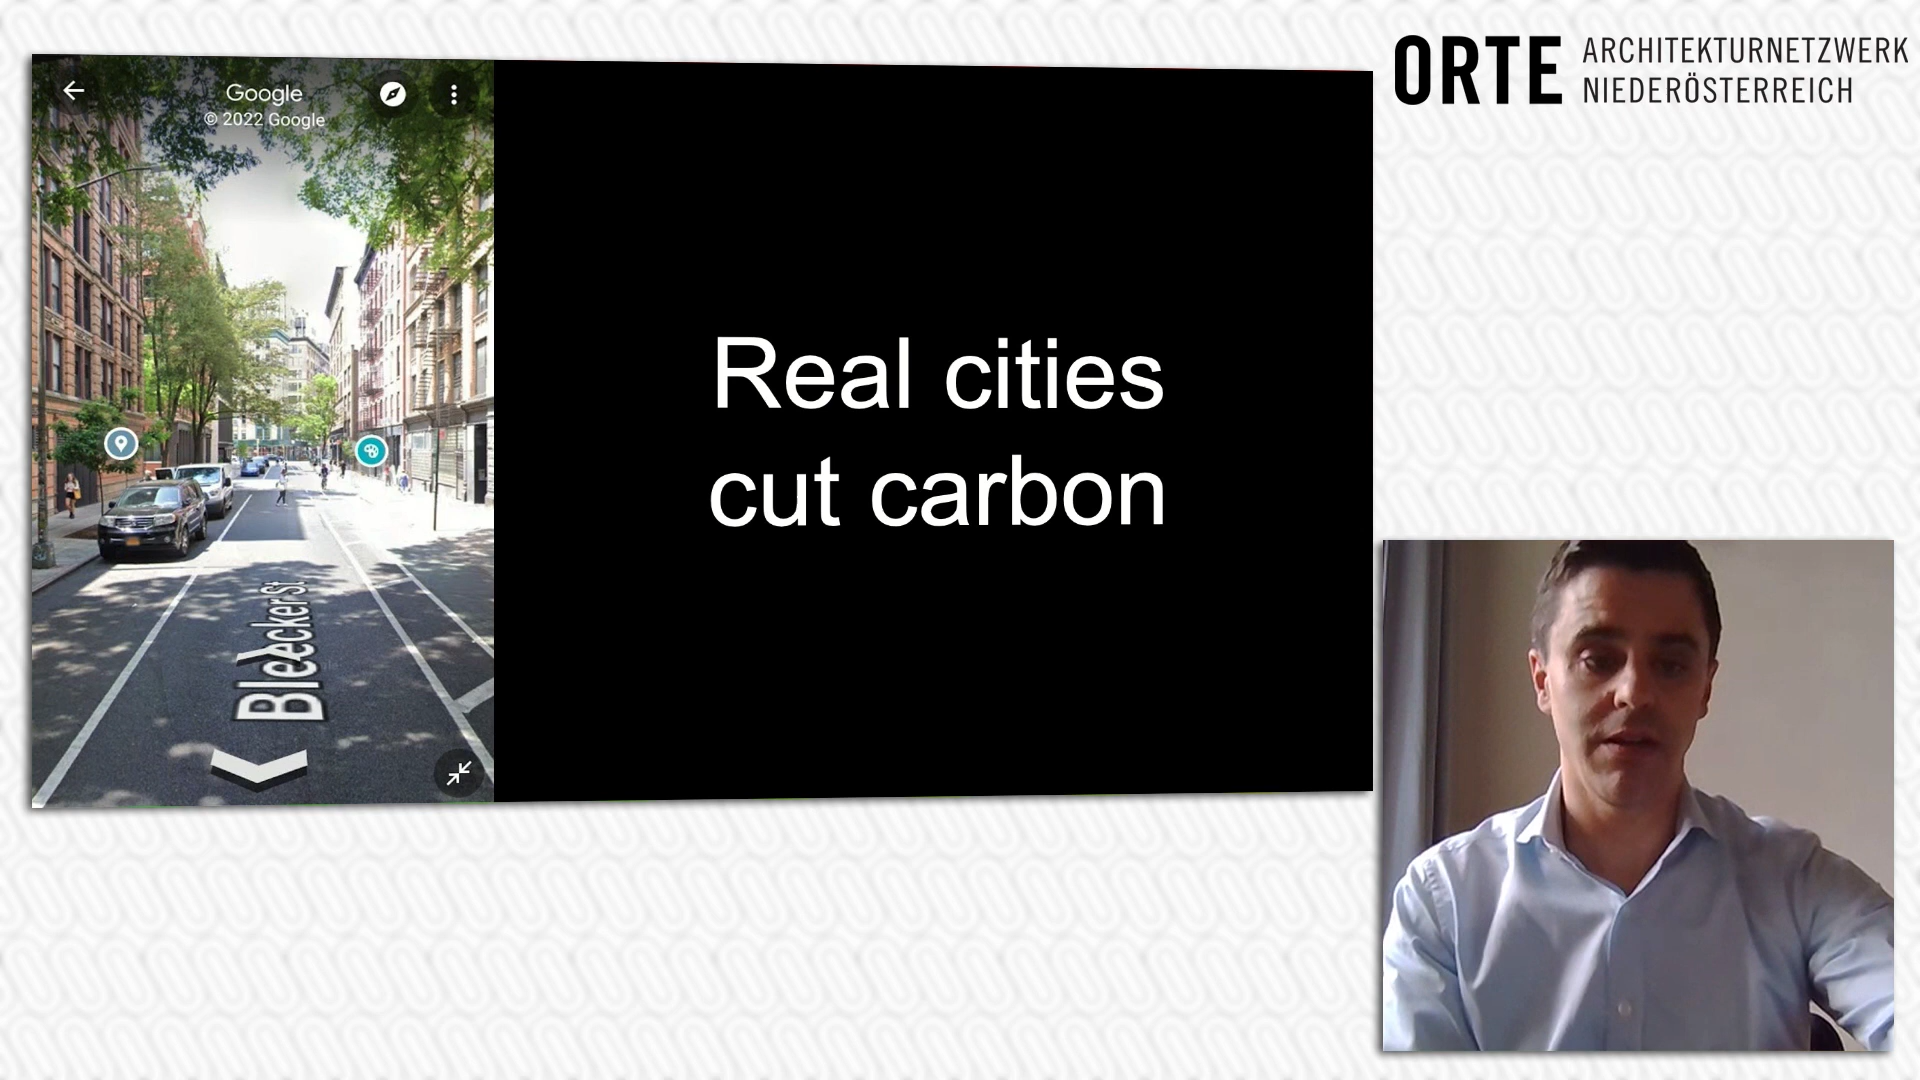 Google
© 2022 Google
Bleecker St
Real cities
cut carbon
ORTE ARCHITEKTURNETZWERK
NIEDERÖSTERREICH